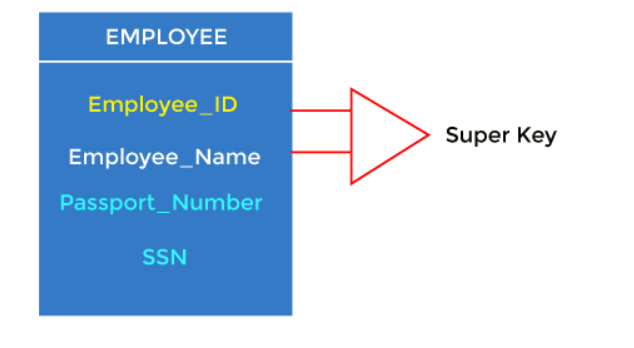 EMPLOYEE
Employee_ID
Employee_Name
Passport_Number
SSN
Super Key